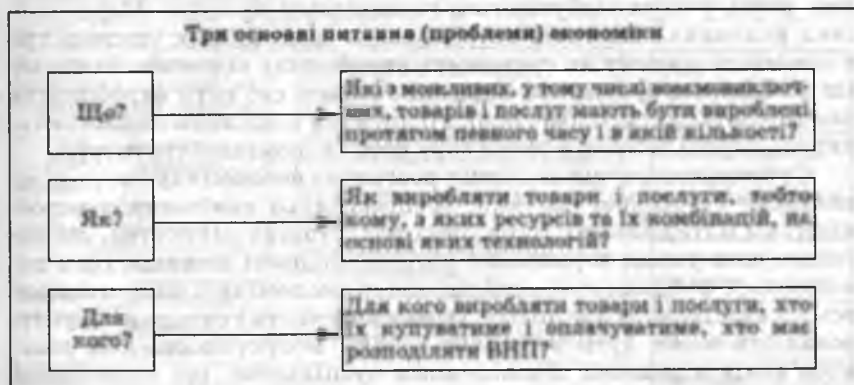 Три основні питання (проблеми) економіки
Що?
Які з можливих, у тому числі взаємовиключ-
них, товарів і послуг мають бути вироблені
протягом певного часу і в якій кількості?
Як?
Як виробляти товари і послуги, тобто
кому, з яких ресурсів та їх комбінацій, на
основі яких технологій?
Для
кого?
Для кого виробляти товари і послуги, хто
їх купуватиме і оплачуватиме, хто має
розподіляти ВНП?